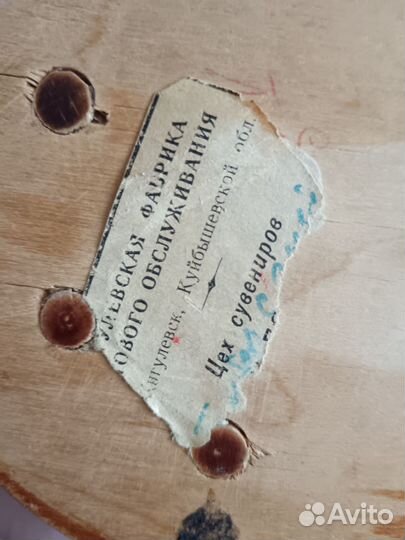 УЛЕВСКАЯ ФАБРИКА
ОВОГО ОБСЛУЖИВАНИЯ
Жигулевск, Куйбышевской обл.
Цех сувениров
Avito